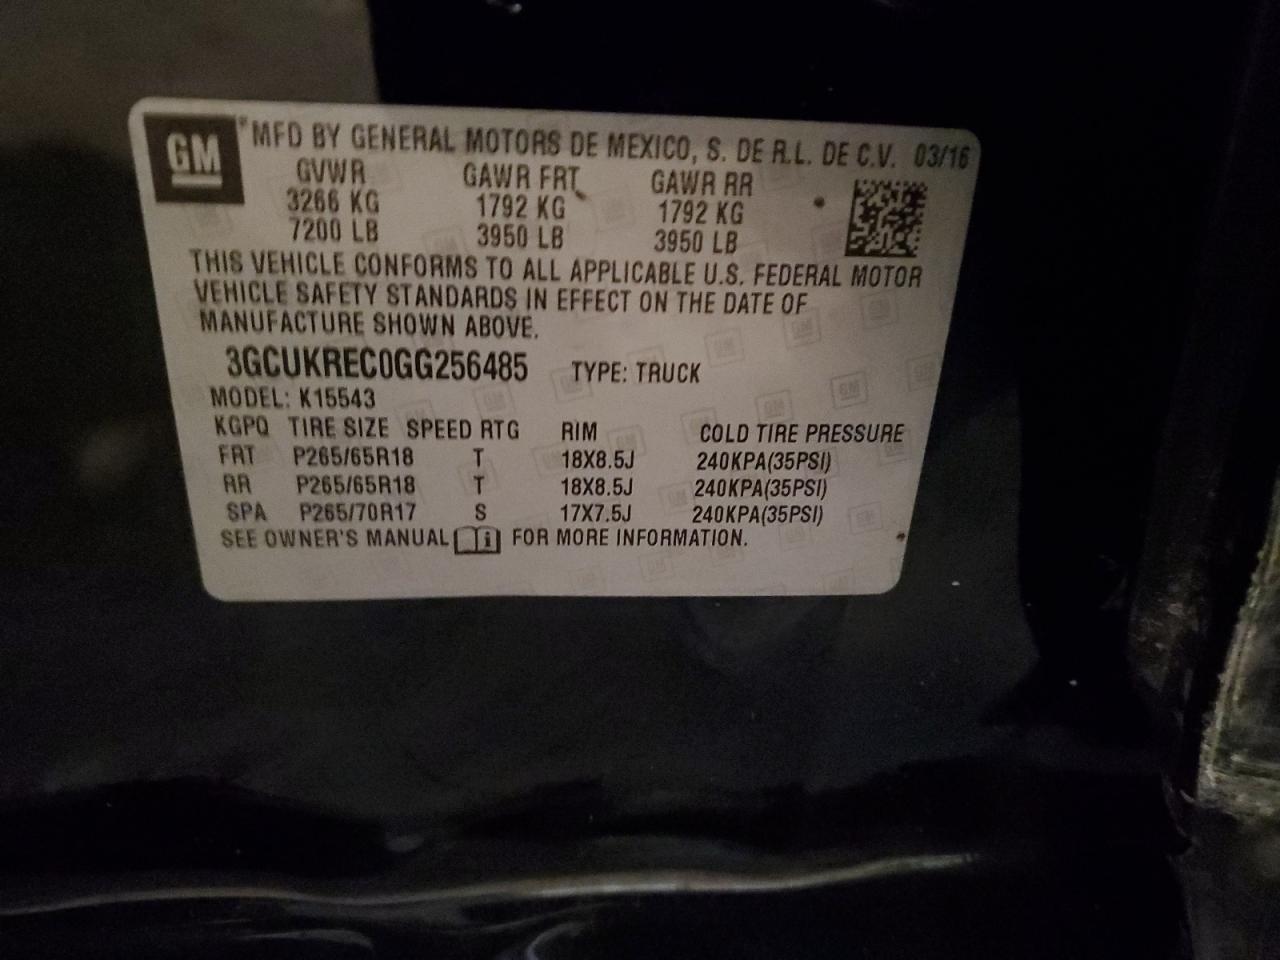 GM
MFD BY GENERAL MOTORS DE MEXICO, S. DE R.L. DE C.V. 03/16
GVWR GAWR FRT GAWR RR
3266 KG 1792 KG 1792 KG
7200 LB 3950 LB 3950 LB
THIS VEHICLE CONFORMS TO ALL APPLICABLE U.S. FEDERAL MOTOR
VEHICLE SAFETY STANDARDS IN EFFECT ON THE DATE OF
MANUFACTURE SHOWN ABOVE.
3GCUKREC0GG256485 TYPE: TRUCK
MODEL: K15543
KGPQ TIRE SIZE SPEED RTG RIM COLD TIRE PRESSURE
FRT P265/65R18 T 18X8.5J 240KPA(35PSI)
RR P265/65R18 T 18X8.5J 240KPA(35PSI)
SPA P265/70R17 S 17X7.5J 240KPA(35PSI)
SEE OWNER'S MANUAL i FOR MORE INFORMATION.